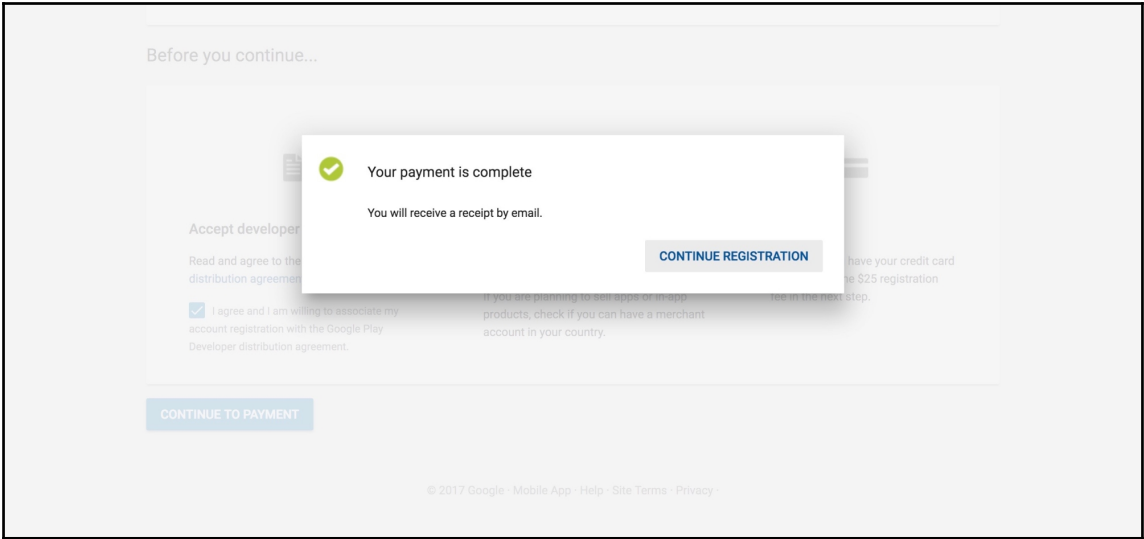 Before you continue...
Your payment is complete
You will receive a receipt by email.
CONTINUE REGISTRATION
Accept developer
Read and agree to the
distribution agreemen
I agree and I am willing to associate my
account registration with the Google Play
Developer distribution agreement.
If you are planning to sell apps or in-app
products, check if you can have a merchant
account in your country.
have your credit card
he $25 registration
fee in the next step.
CONTINUE TO PAYMENT
© 2017 Google · Mobile App · Help · Site Terms · Privacy ·